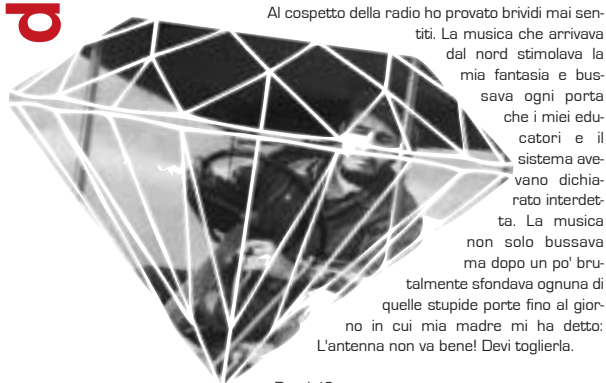 d
Al cospetto della radio ho provato brividi mai sen-
titi. La musica che arrivava
dal nord stimolava la
mia fantasia e bus-
sava ogni porta
che i miei edu-
catori e il
sistema ave-
vano dichia-
rato interdet-
ta. La musica
non solo bussava
ma dopo un po' bru-
talmente sfondava ognuna di
quelle stupide porte fino al gior-
no in cui mia madre mi ha detto:
L'antenna non va bene! Devi toglierla.